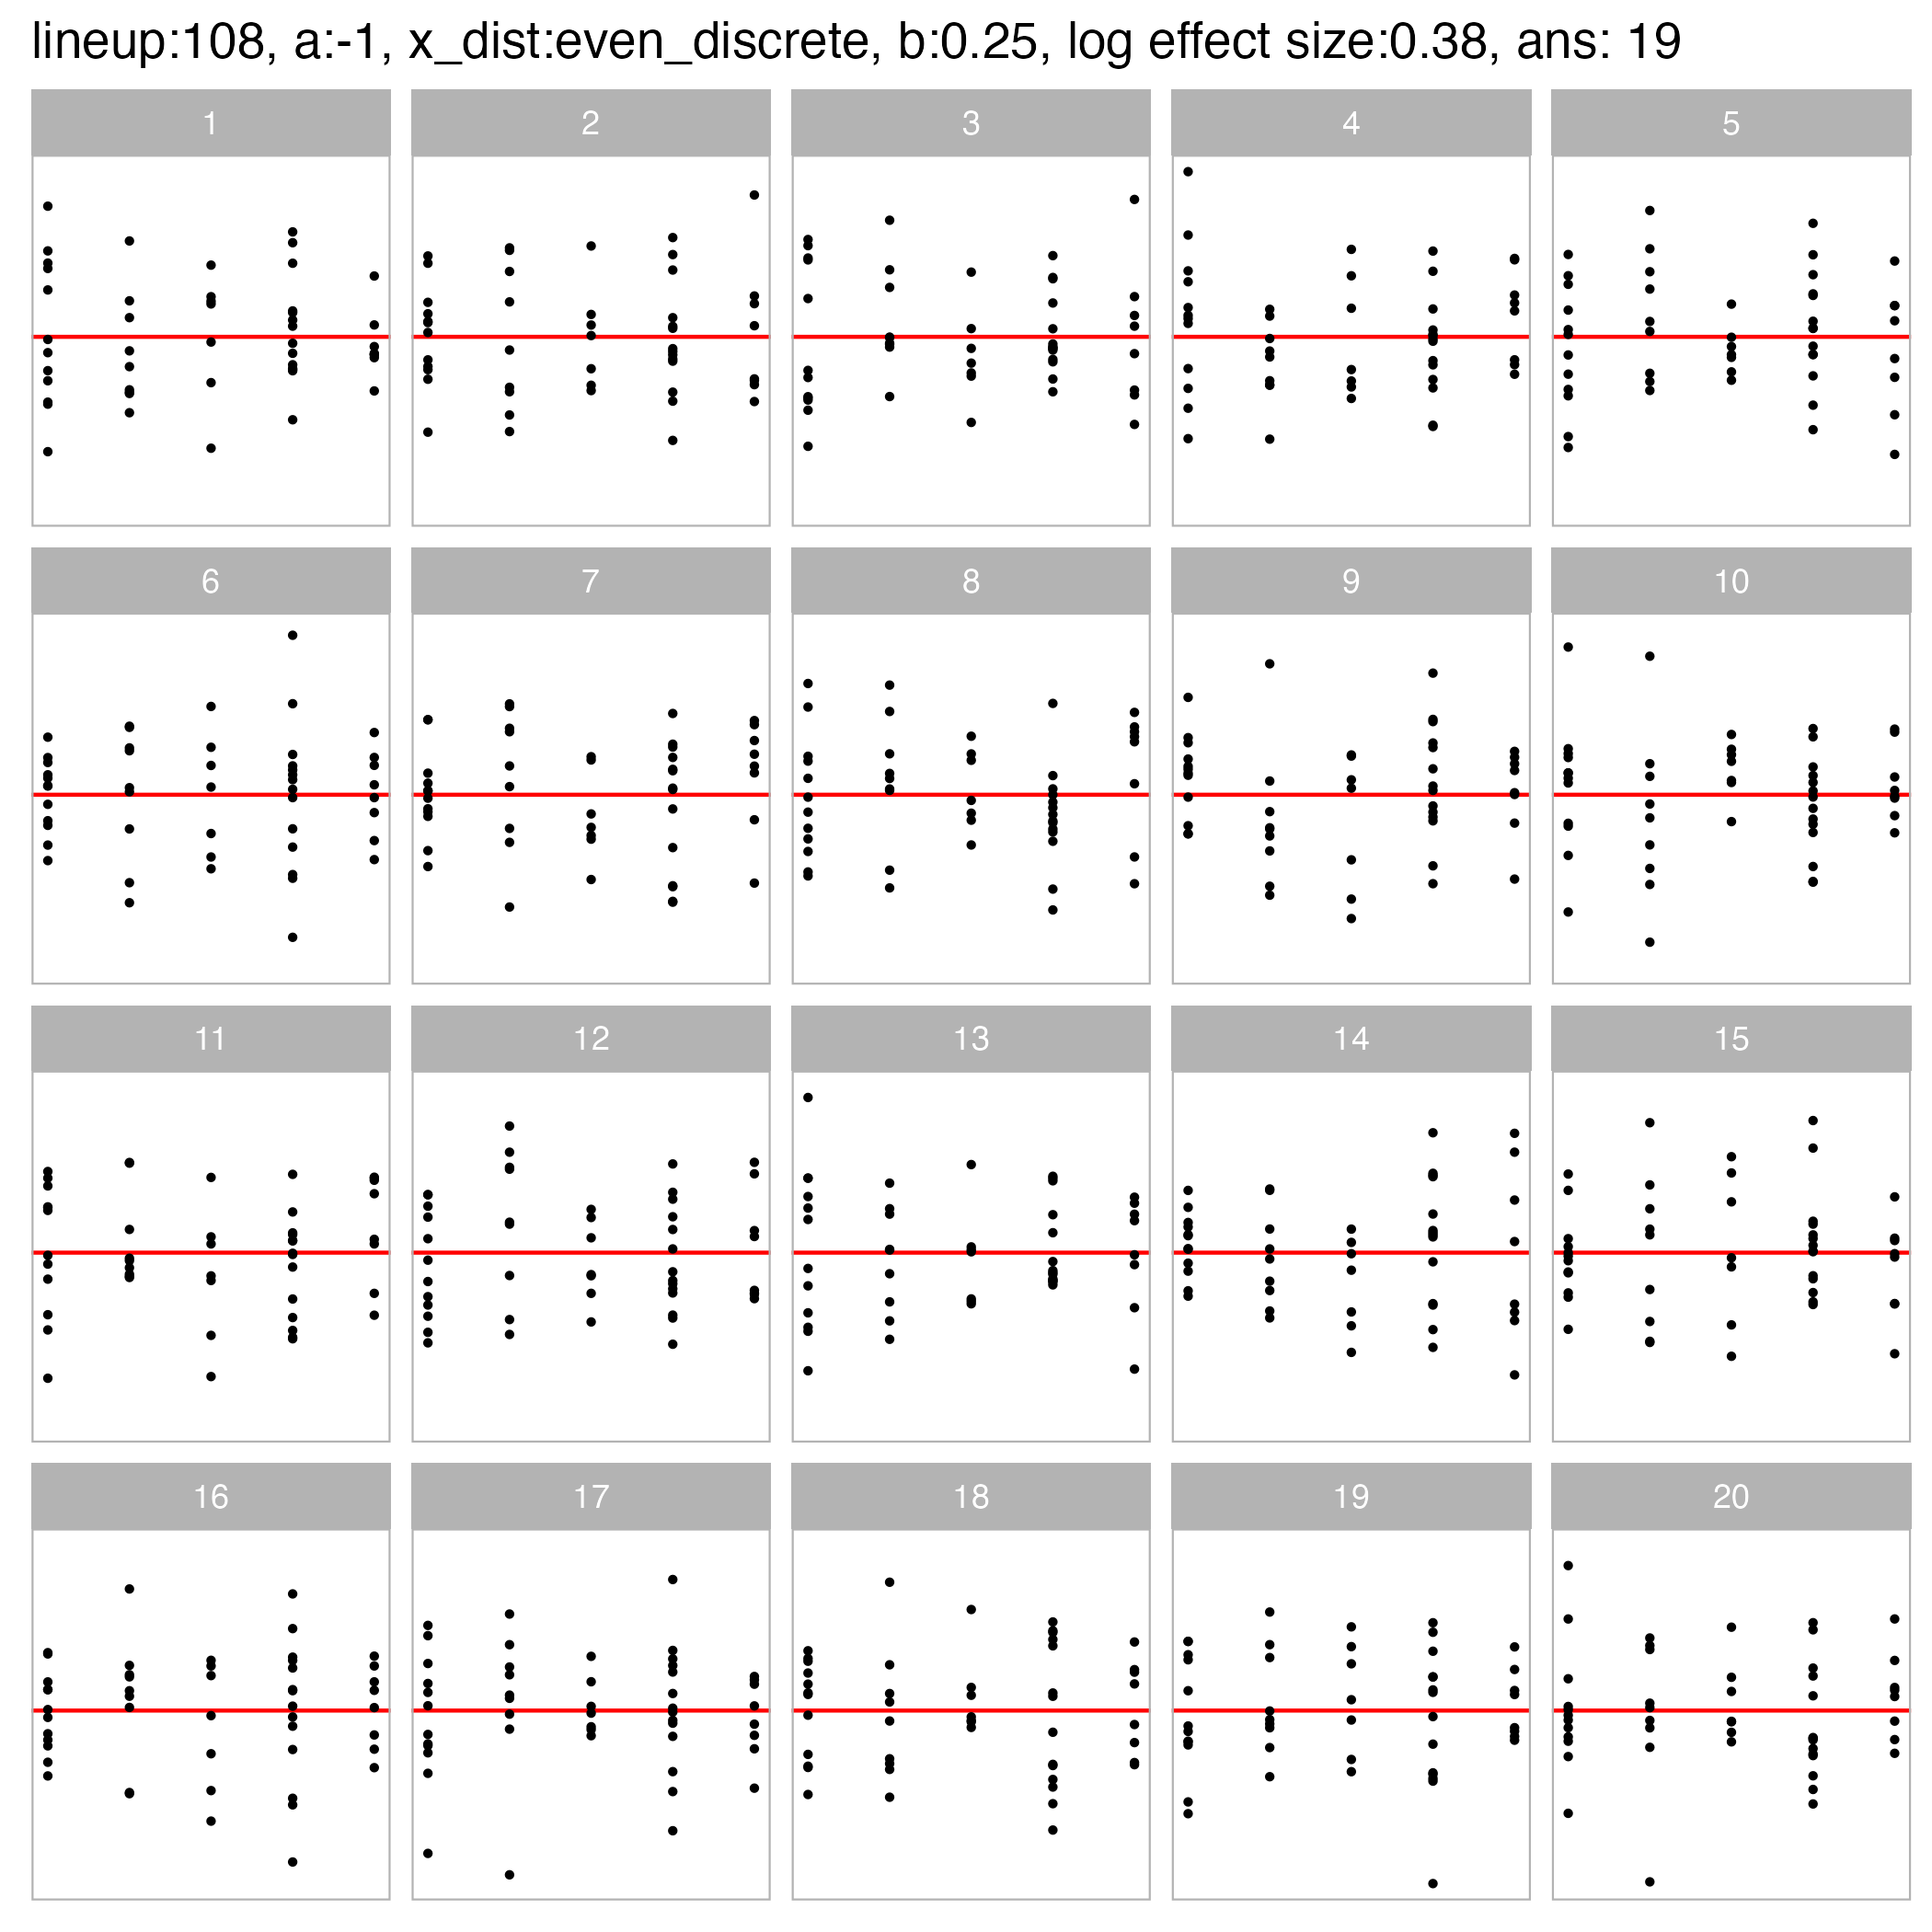 lineup:108, a:-1, x_dist:even_discrete, b:0.25, log effect size:0.38, ans: 19
1 2 3 4 5
6 7 8 9 10
11 12 13 14 15
16 17 18 19 20